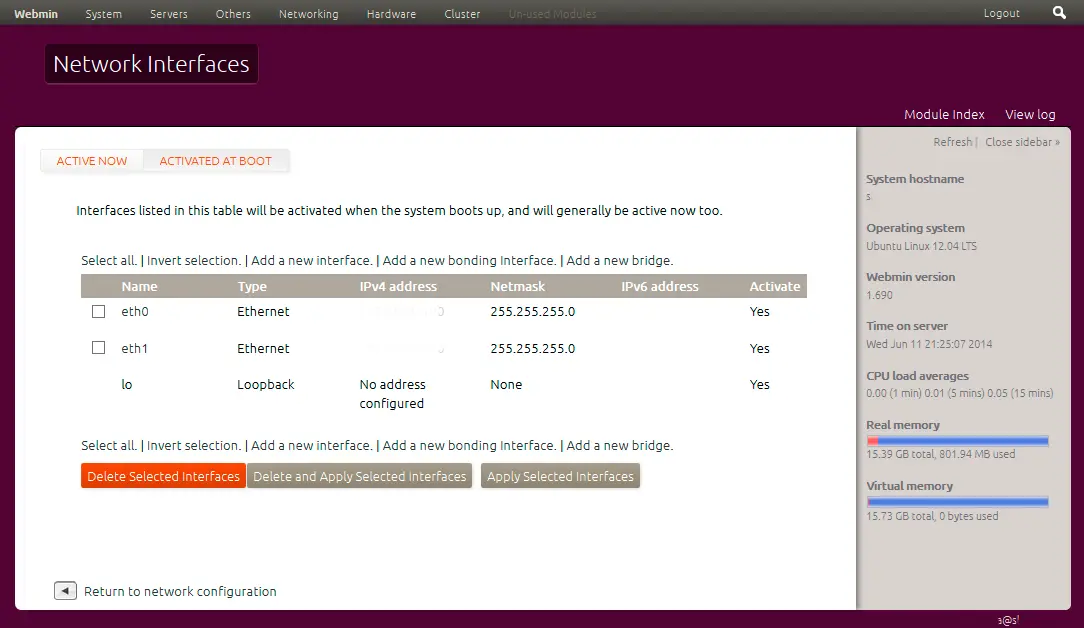 Webmin System Servers Others Networking Hardware Cluster Un-used Modules Logout
Network Interfaces
Module Index View log
Refresh | Close sidebar »
ACTIVE NOW ACTIVATED AT BOOT
Interfaces listed in this table will be activated when the system boots up, and will generally be active now too.
Select all. | Invert selection. | Add a new interface. | Add a new bonding Interface. | Add a new bridge.
Name Type IPv4 address Netmask IPv6 address Activate
eth0 Ethernet 255.255.255.0 Yes
eth1 Ethernet 255.255.255.0 Yes
lo Loopback No address configured None Yes
Select all. | Invert selection. | Add a new interface. | Add a new bonding Interface. | Add a new bridge.
Delete Selected Interfaces Delete and Apply Selected Interfaces Apply Selected Interfaces
Return to network configuration
System hostname
s
Operating system
Ubuntu Linux 12.04 LTS
Webmin version
1.690
Time on server
Wed Jun 11 21:25:07 2014
CPU load averages
0.00 (1 min) 0.01 (5 mins) 0.05 (15 mins)
Real memory
15.39 GB total, 801.94 MB used
Virtual memory
15.73 GB total, 0 bytes used